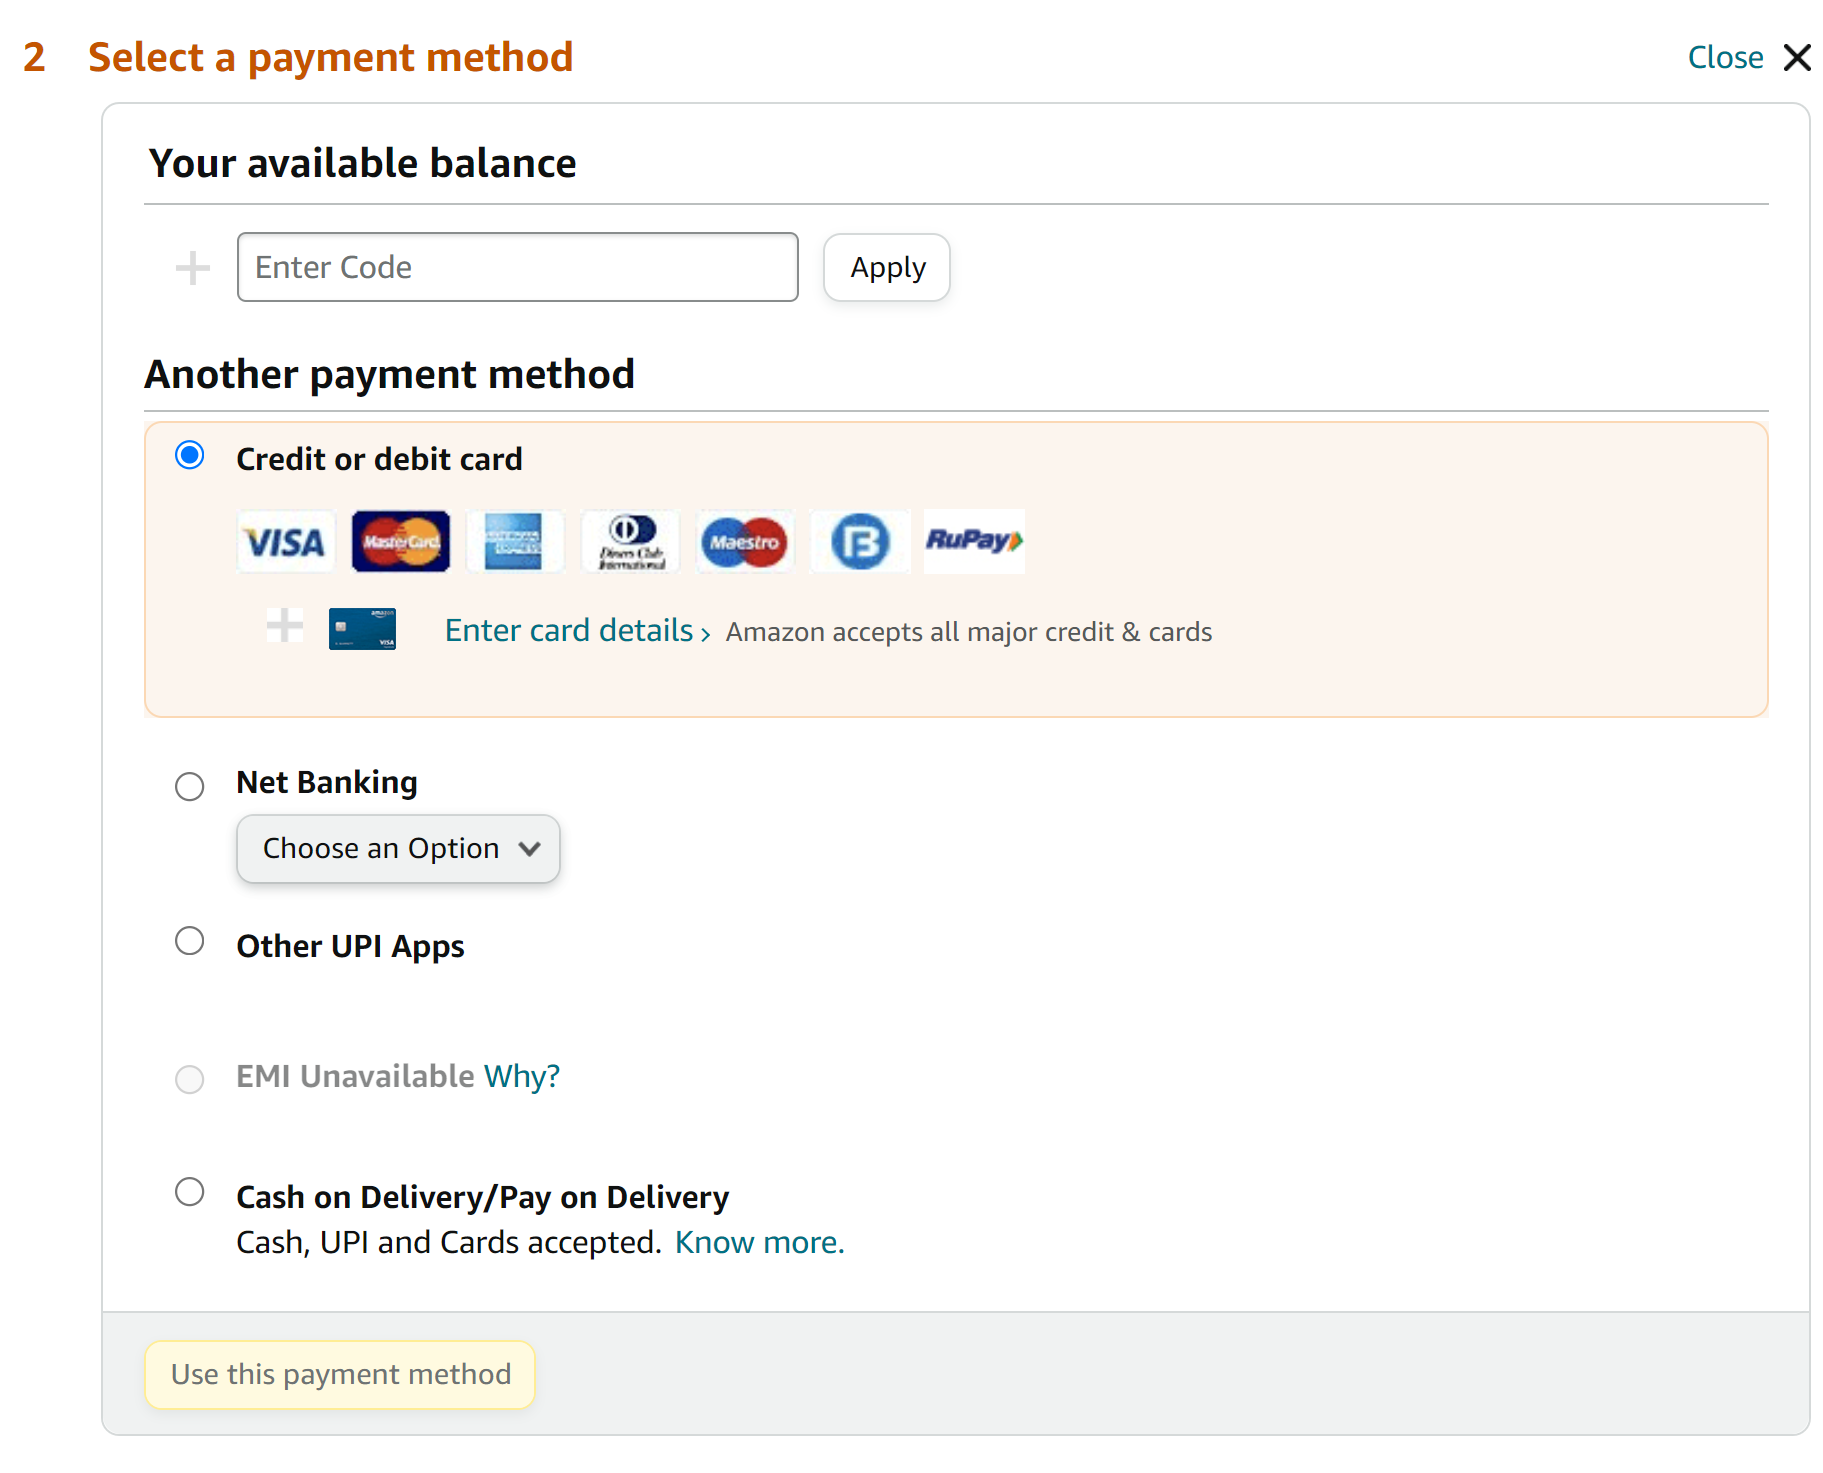 2 Select a payment method Close
Your available balance
Enter Code Apply
Another payment method
Credit or debit card
VISA MasterCard AMERICAN EXPRESS Diners Club International Maestro B RuPay
amazon VISA Enter card details › Amazon accepts all major credit & cards
Net Banking
Choose an Option
Other UPI Apps
EMI Unavailable Why?
Cash on Delivery/Pay on Delivery
Cash, UPI and Cards accepted. Know more.
Use this payment method